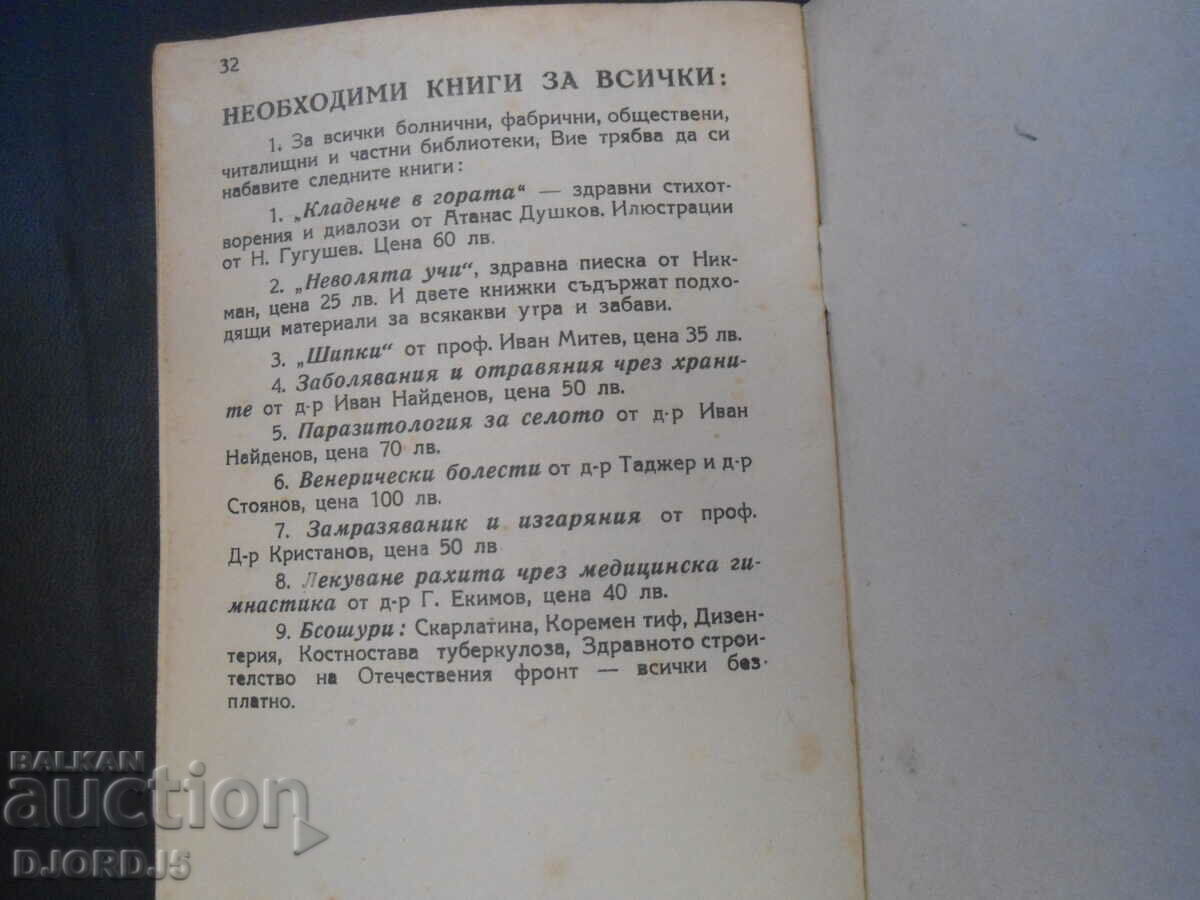 32
НЕОБХОДИМИ КНИГИ ЗА ВСИЧКИ:
1. За всички болнични, фабрични, обществени,
читалищни и частни библиотеки, Вие трябва да си
набавите следните книги:
1. „Кладенче в гората“ — здравни стихот-
ворения и диалози от Атанас Душков. Илюстрации
от Н. Гугушев. Цена 60 лв.
2. „Неволята учи“, здравна пиеска от Ник-
ман, цена 25 лв. И двете книжки съдържат подхо-
дящи материали за всякакви утра и забави.
3. „Шипки“ от проф. Иван Митев, цена 35 лв.
4. Заболявания и отравяния чрез храни-
те от д-р Иван Найденов, цена 50 лв.
5. Паразитология за селото от д-р Иван
Найденов, цена 70 лв.
6. Венерически болести от д-р Таджер и д-р
Стоянов, цена 100 лв.
7. Замразяваник и изгаряния от проф.
Д-р Кристанов, цена 50 лв
8. Лекуване рахита чрез медицинска ги-
мнастика от д-р Г. Екимов, цена 40 лв.
9. Бсошури: Скарлатина, Коремен тиф, Дизен-
терия, Костностава туберкулоза, Здравното строи-
телство на Отечествения фронт — всички без-
платно.
BALKAN
auction
DJORDJ5